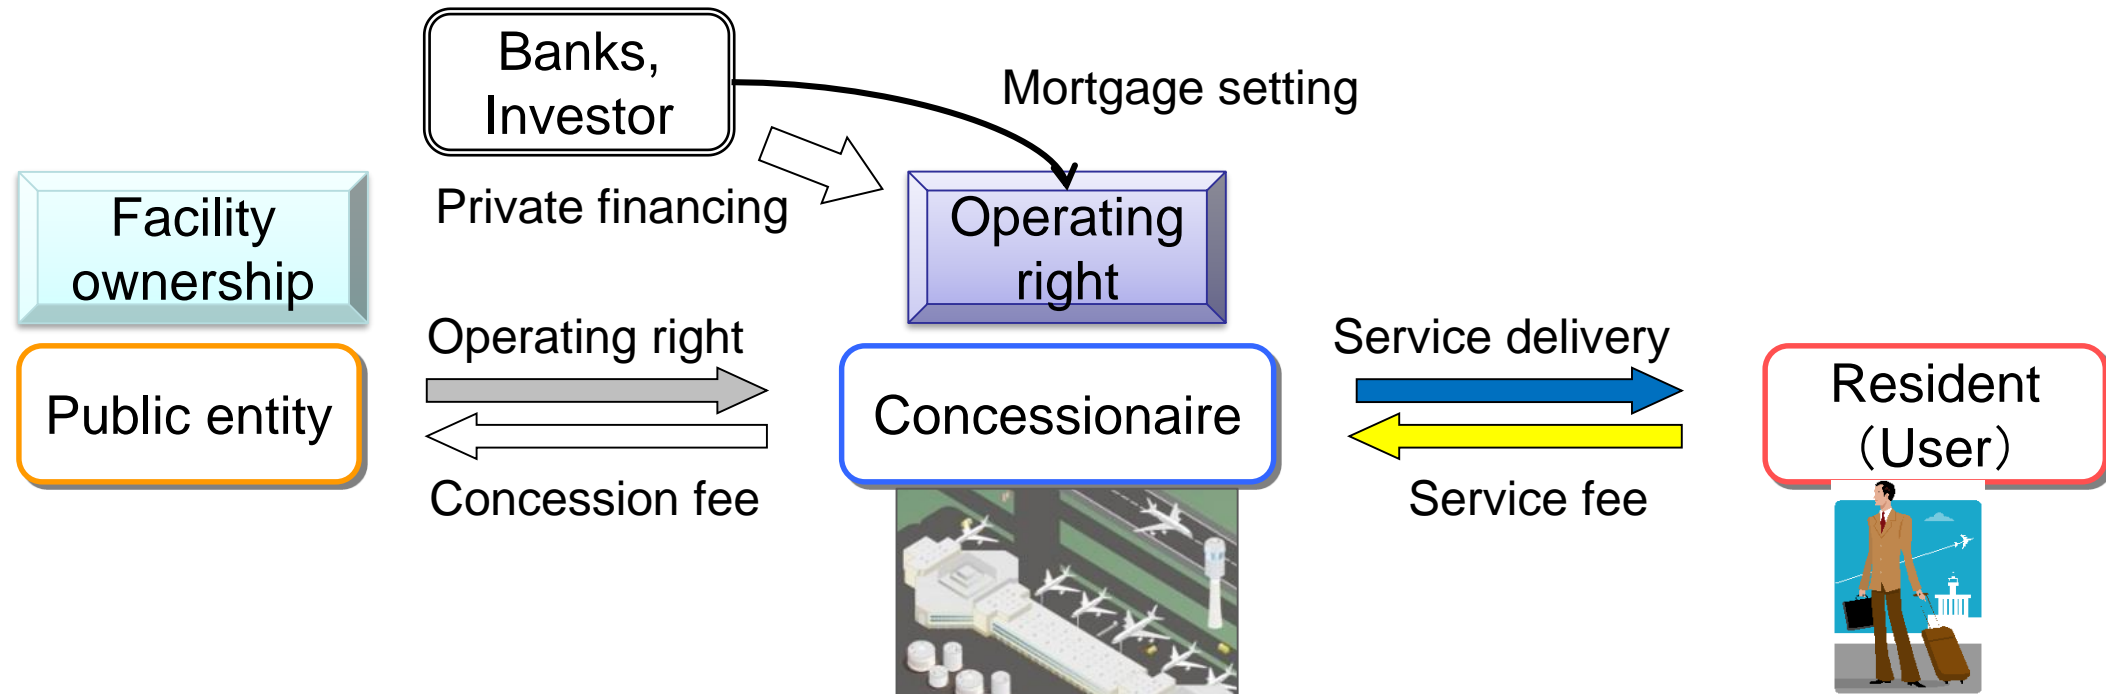 Banks,
Investor
Mortgage setting
Private financing
Facility
ownership
Operating
right
Operating right
Service delivery
Public entity
Concessionaire
Resident
（User）
Concession fee
Service fee